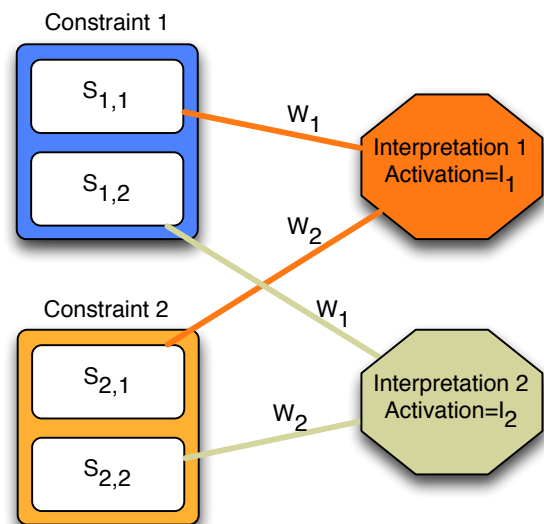 Constraint 1
S1,1
S1,2
W1
Interpretation 1
Activation=I1
W2
Constraint 2
S2,1
S2,2
W1
W2
Interpretation 2
Activation=I2